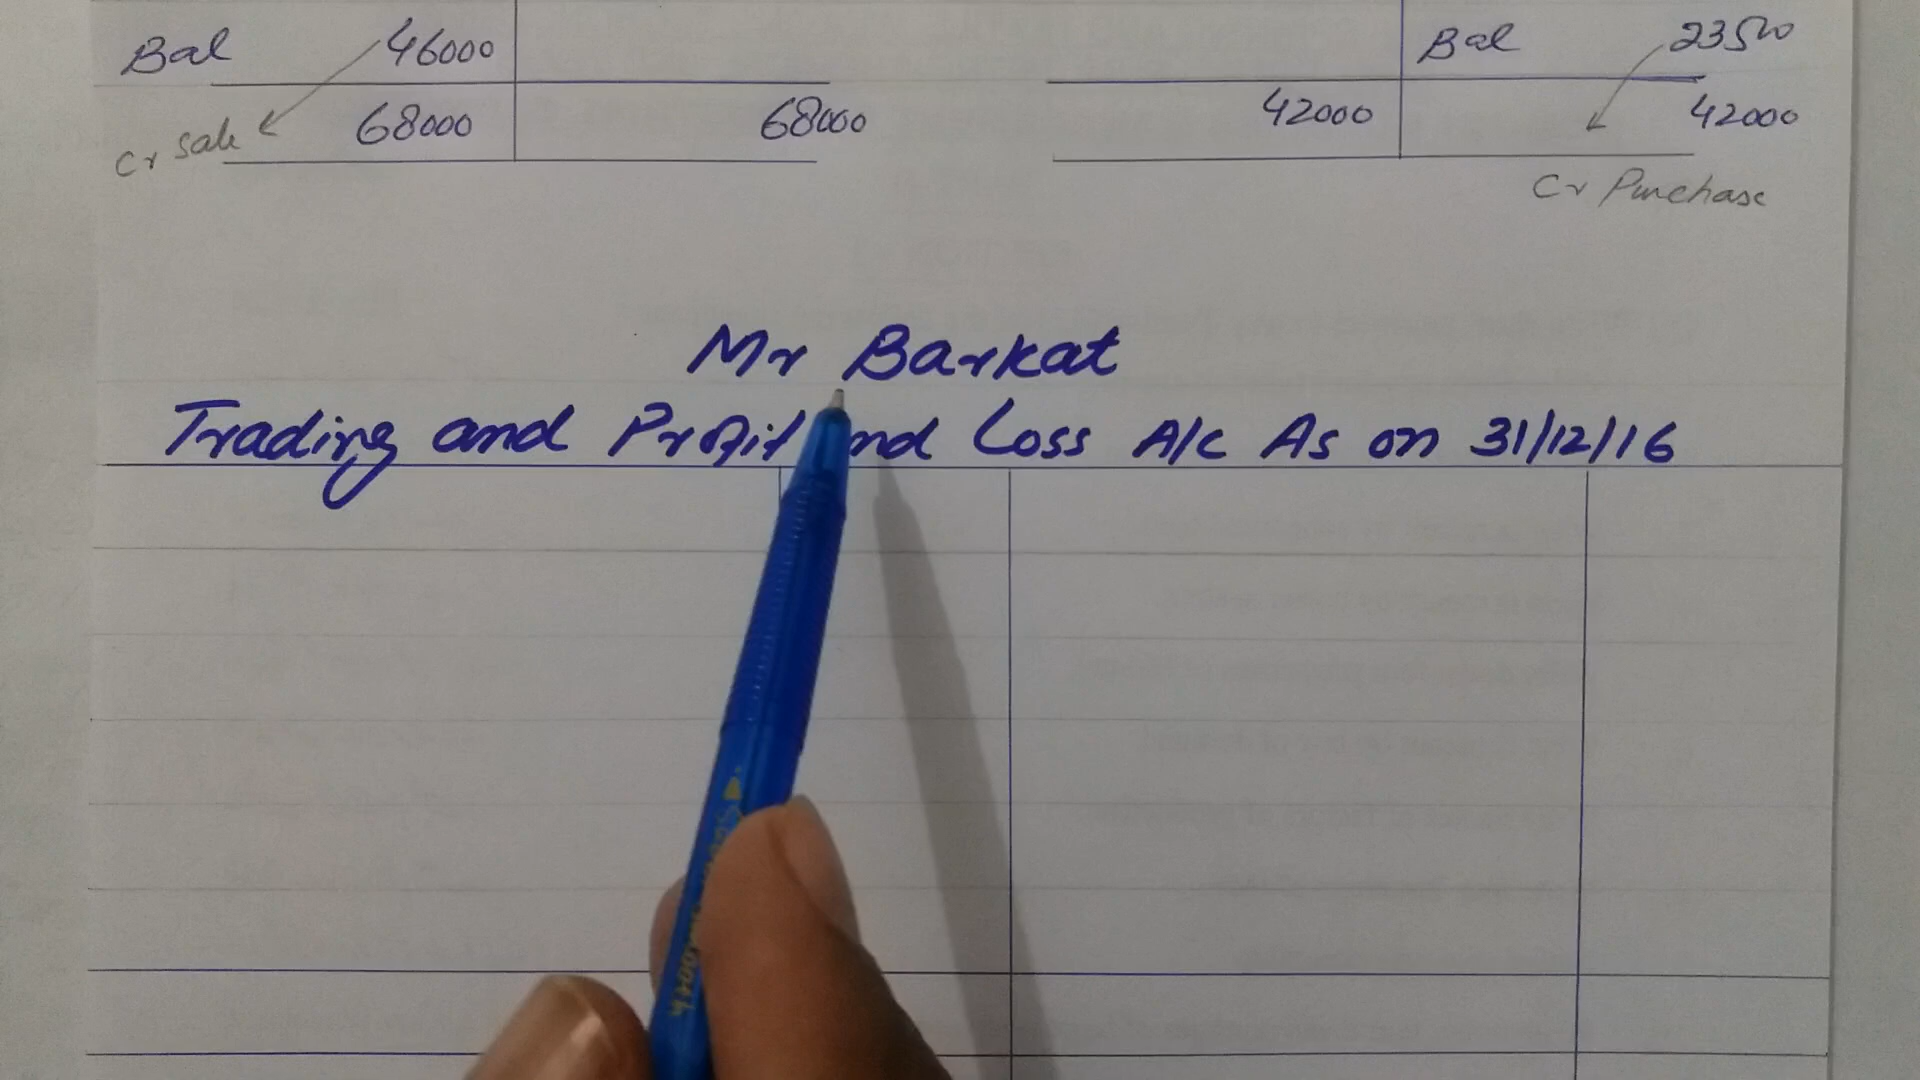 Bal 46000 Bal 23500
68000 68000 42000 42000
Cr sale
Cr Purchase
Mr Barkat
Trading and Profit and Loss A/c As on 31/12/16